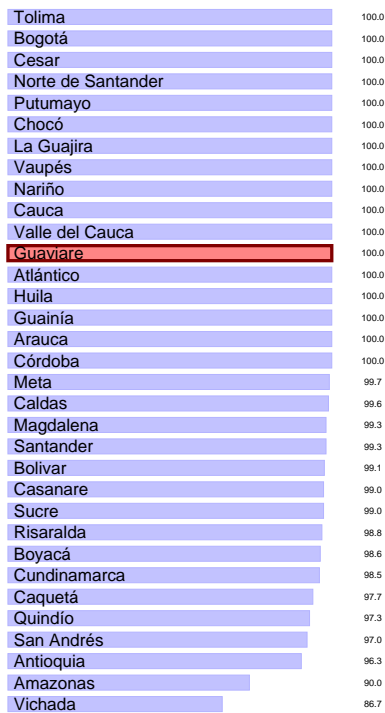 Tolima 100.0
Bogotá 100.0
Cesar 100.0
Norte de Santander 100.0
Putumayo 100.0
Chocó 100.0
La Guajira 100.0
Vaupés 100.0
Nariño 100.0
Cauca 100.0
Valle del Cauca 100.0
Guaviare 100.0
Atlántico 100.0
Huila 100.0
Guainía 100.0
Arauca 100.0
Córdoba 100.0
Meta 99.7
Caldas 99.6
Magdalena 99.3
Santander 99.3
Bolivar 99.1
Casanare 99.0
Sucre 99.0
Risaralda 98.8
Boyacá 98.6
Cundinamarca 98.5
Caquetá 97.7
Quindío 97.3
San Andrés 97.0
Antioquia 96.3
Amazonas 90.0
Vichada 86.7